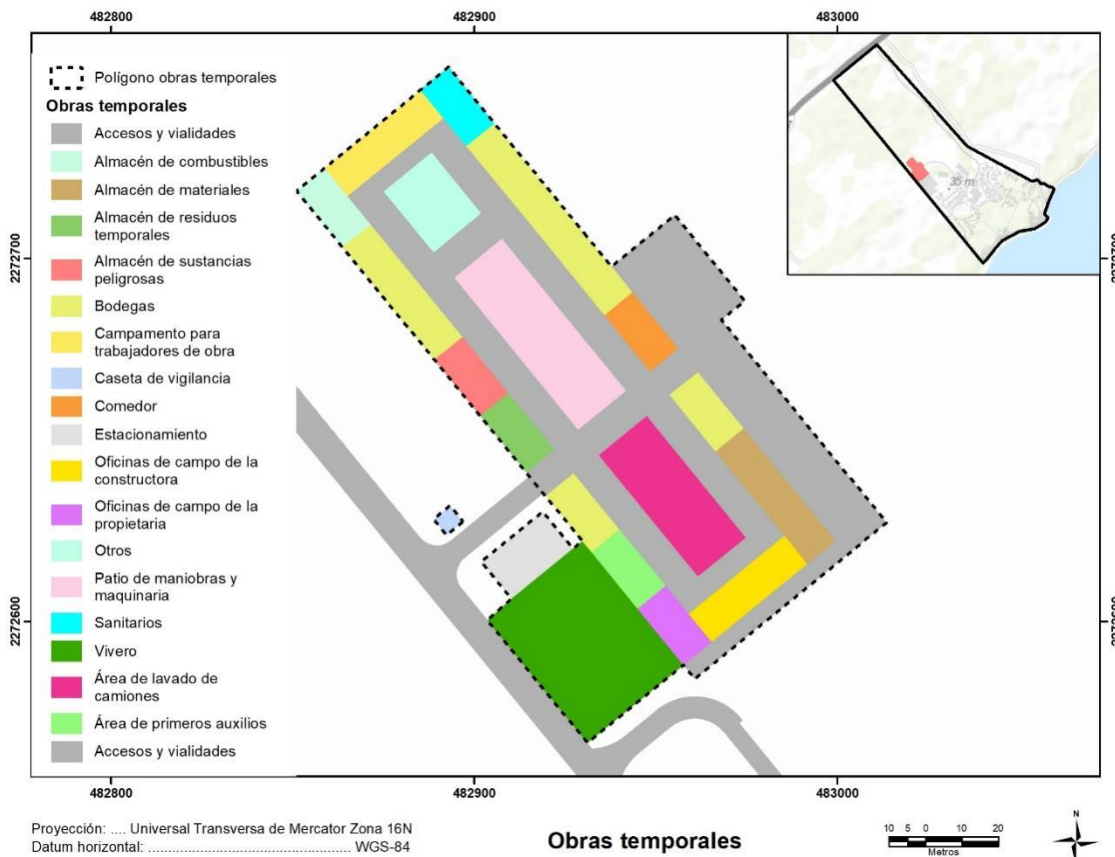 482800 482900 483000
Polígono obras temporales
Obras temporales
Accesos y vialidades
Almacén de combustibles
Almacén de materiales
Almacén de residuos
temporales
Almacén de sustancias
peligrosas
Bodegas
Campamento para
trabajadores de obra
Caseta de vigilancia
Comedor
Estacionamiento
Oficinas de campo de la
constructora
Oficinas de campo de la
propietaria
Otros
Patio de maniobras y
maquinaria
Sanitarios
Vivero
Área de lavado de
camiones
Área de primeros auxilios
Accesos y vialidades
35 m
2272700
2272600
2272700
2272600
482800 482900 483000
Proyección: .... Universal Transversa de Mercator Zona 16N
Datum horizontal: .................................................... WGS-84
Obras temporales
10 5 0 10 20
Metros
N